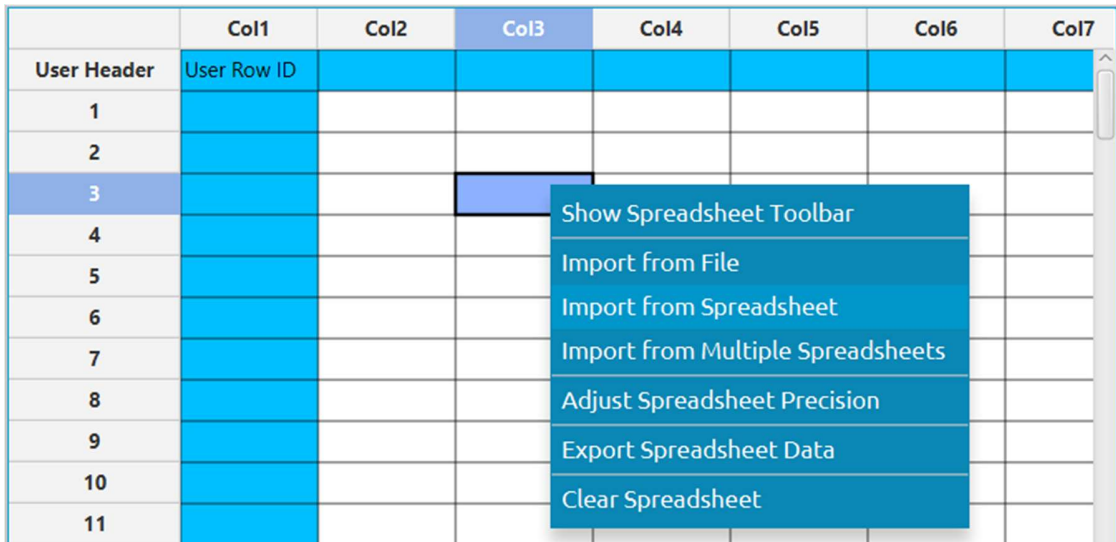 Col1 Col2 Col3 Col4 Col5 Col6 Col7
User Header User Row ID
1
2
3
Show Spreadsheet Toolbar
4
Import from File
5
Import from Spreadsheet
6
Import from Multiple Spreadsheets
7
Adjust Spreadsheet Precision
8
Export Spreadsheet Data
9
Clear Spreadsheet
10
11